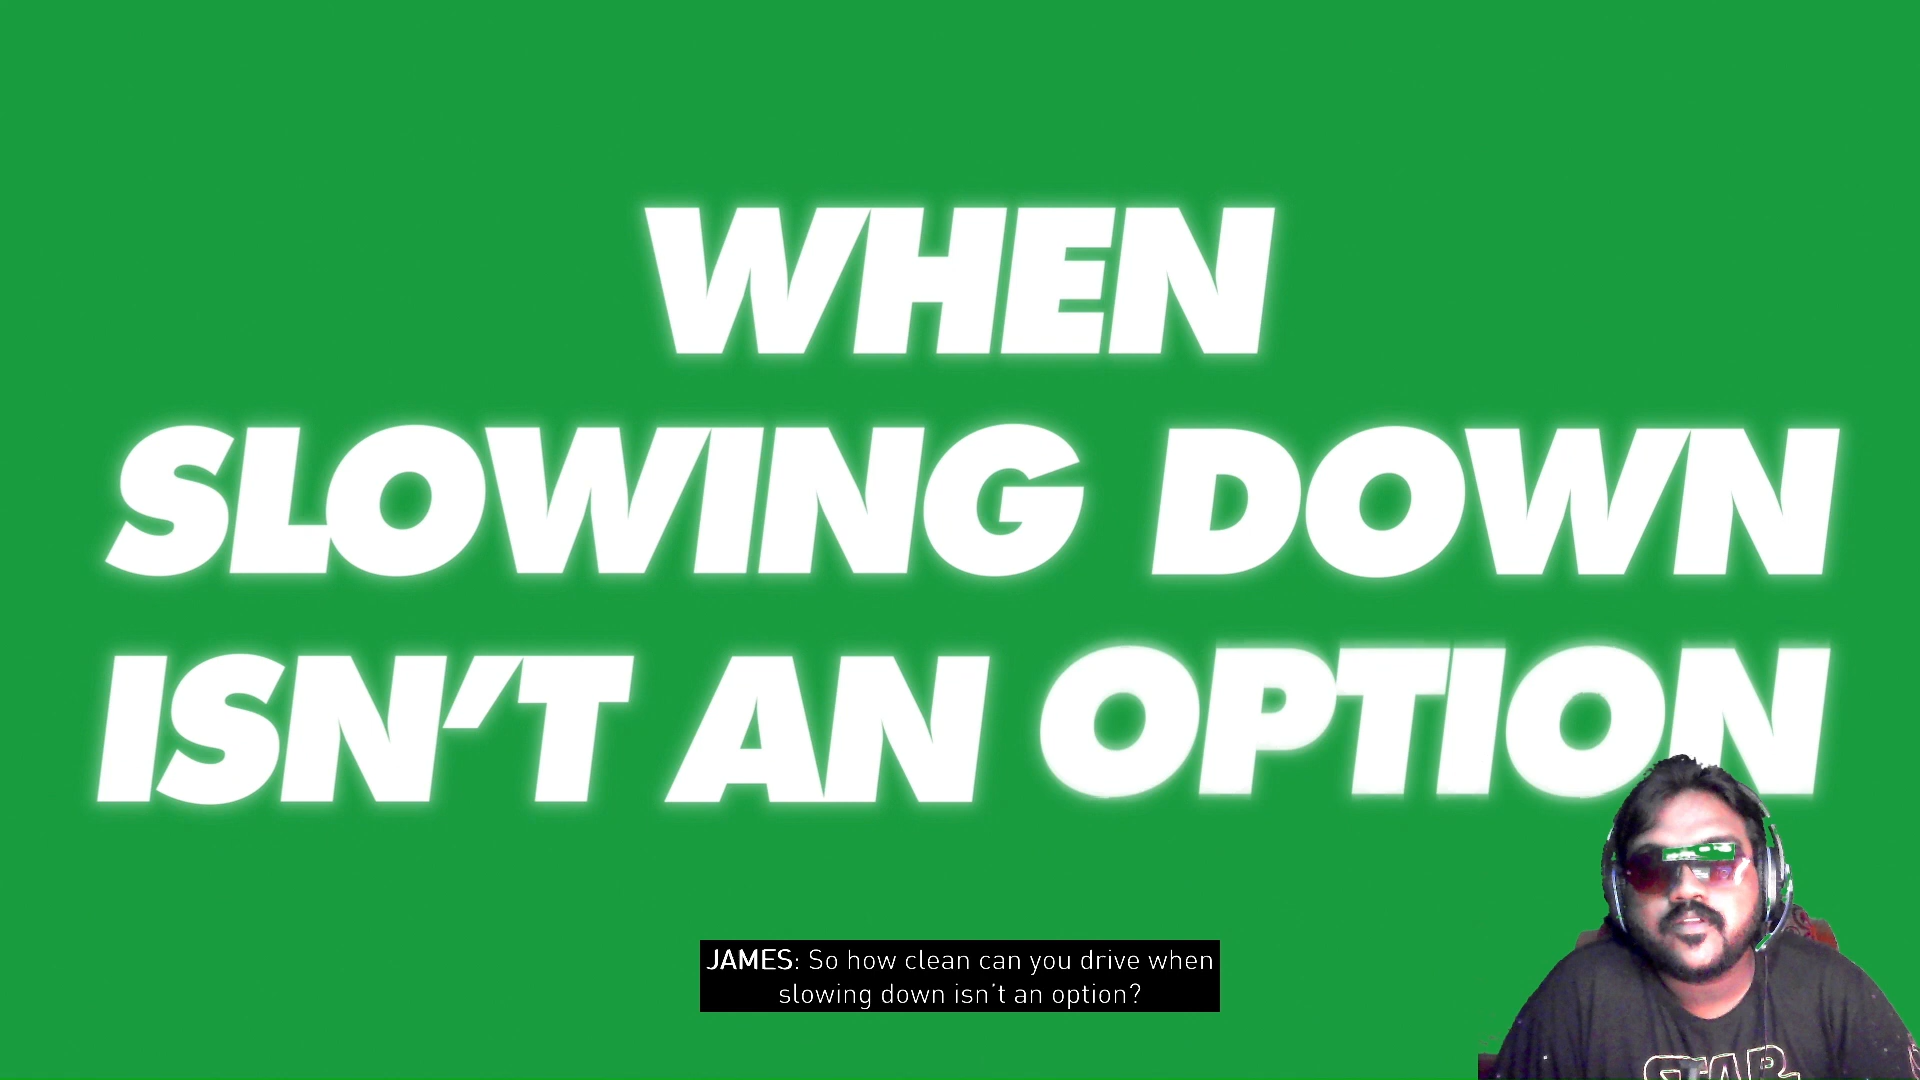 WHEN
SLOWING DOWN
ISN'T AN OPTION
JAMES: So how clean can you drive when
slowing down isn't an option?
STAR